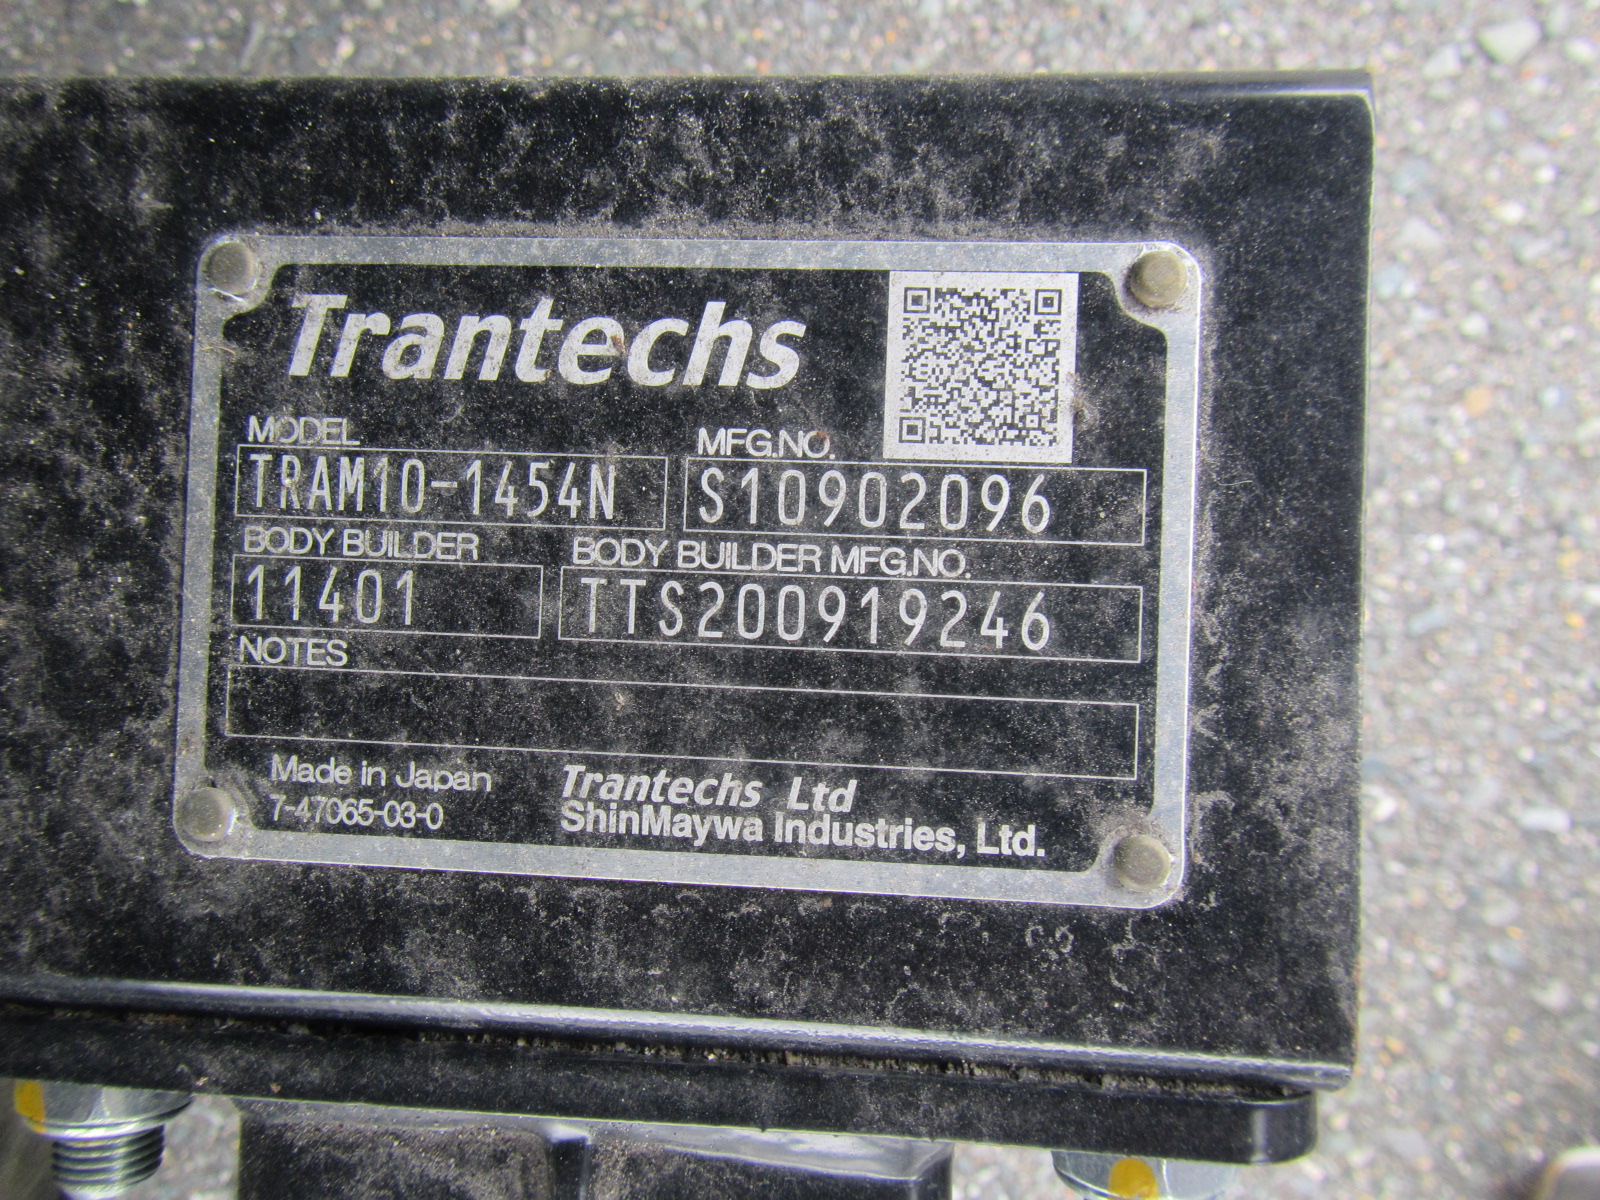 Trantechs
MODEL
MFG.NO.
TRAM10-1454N
S10902096
BODY BUILDER
BODY BUILDER MFG.NO.
11401
TTS200919246
NOTES
Made in Japan
7-47065-03-0
Trantechs Ltd
ShinMaywa Industries, Ltd.